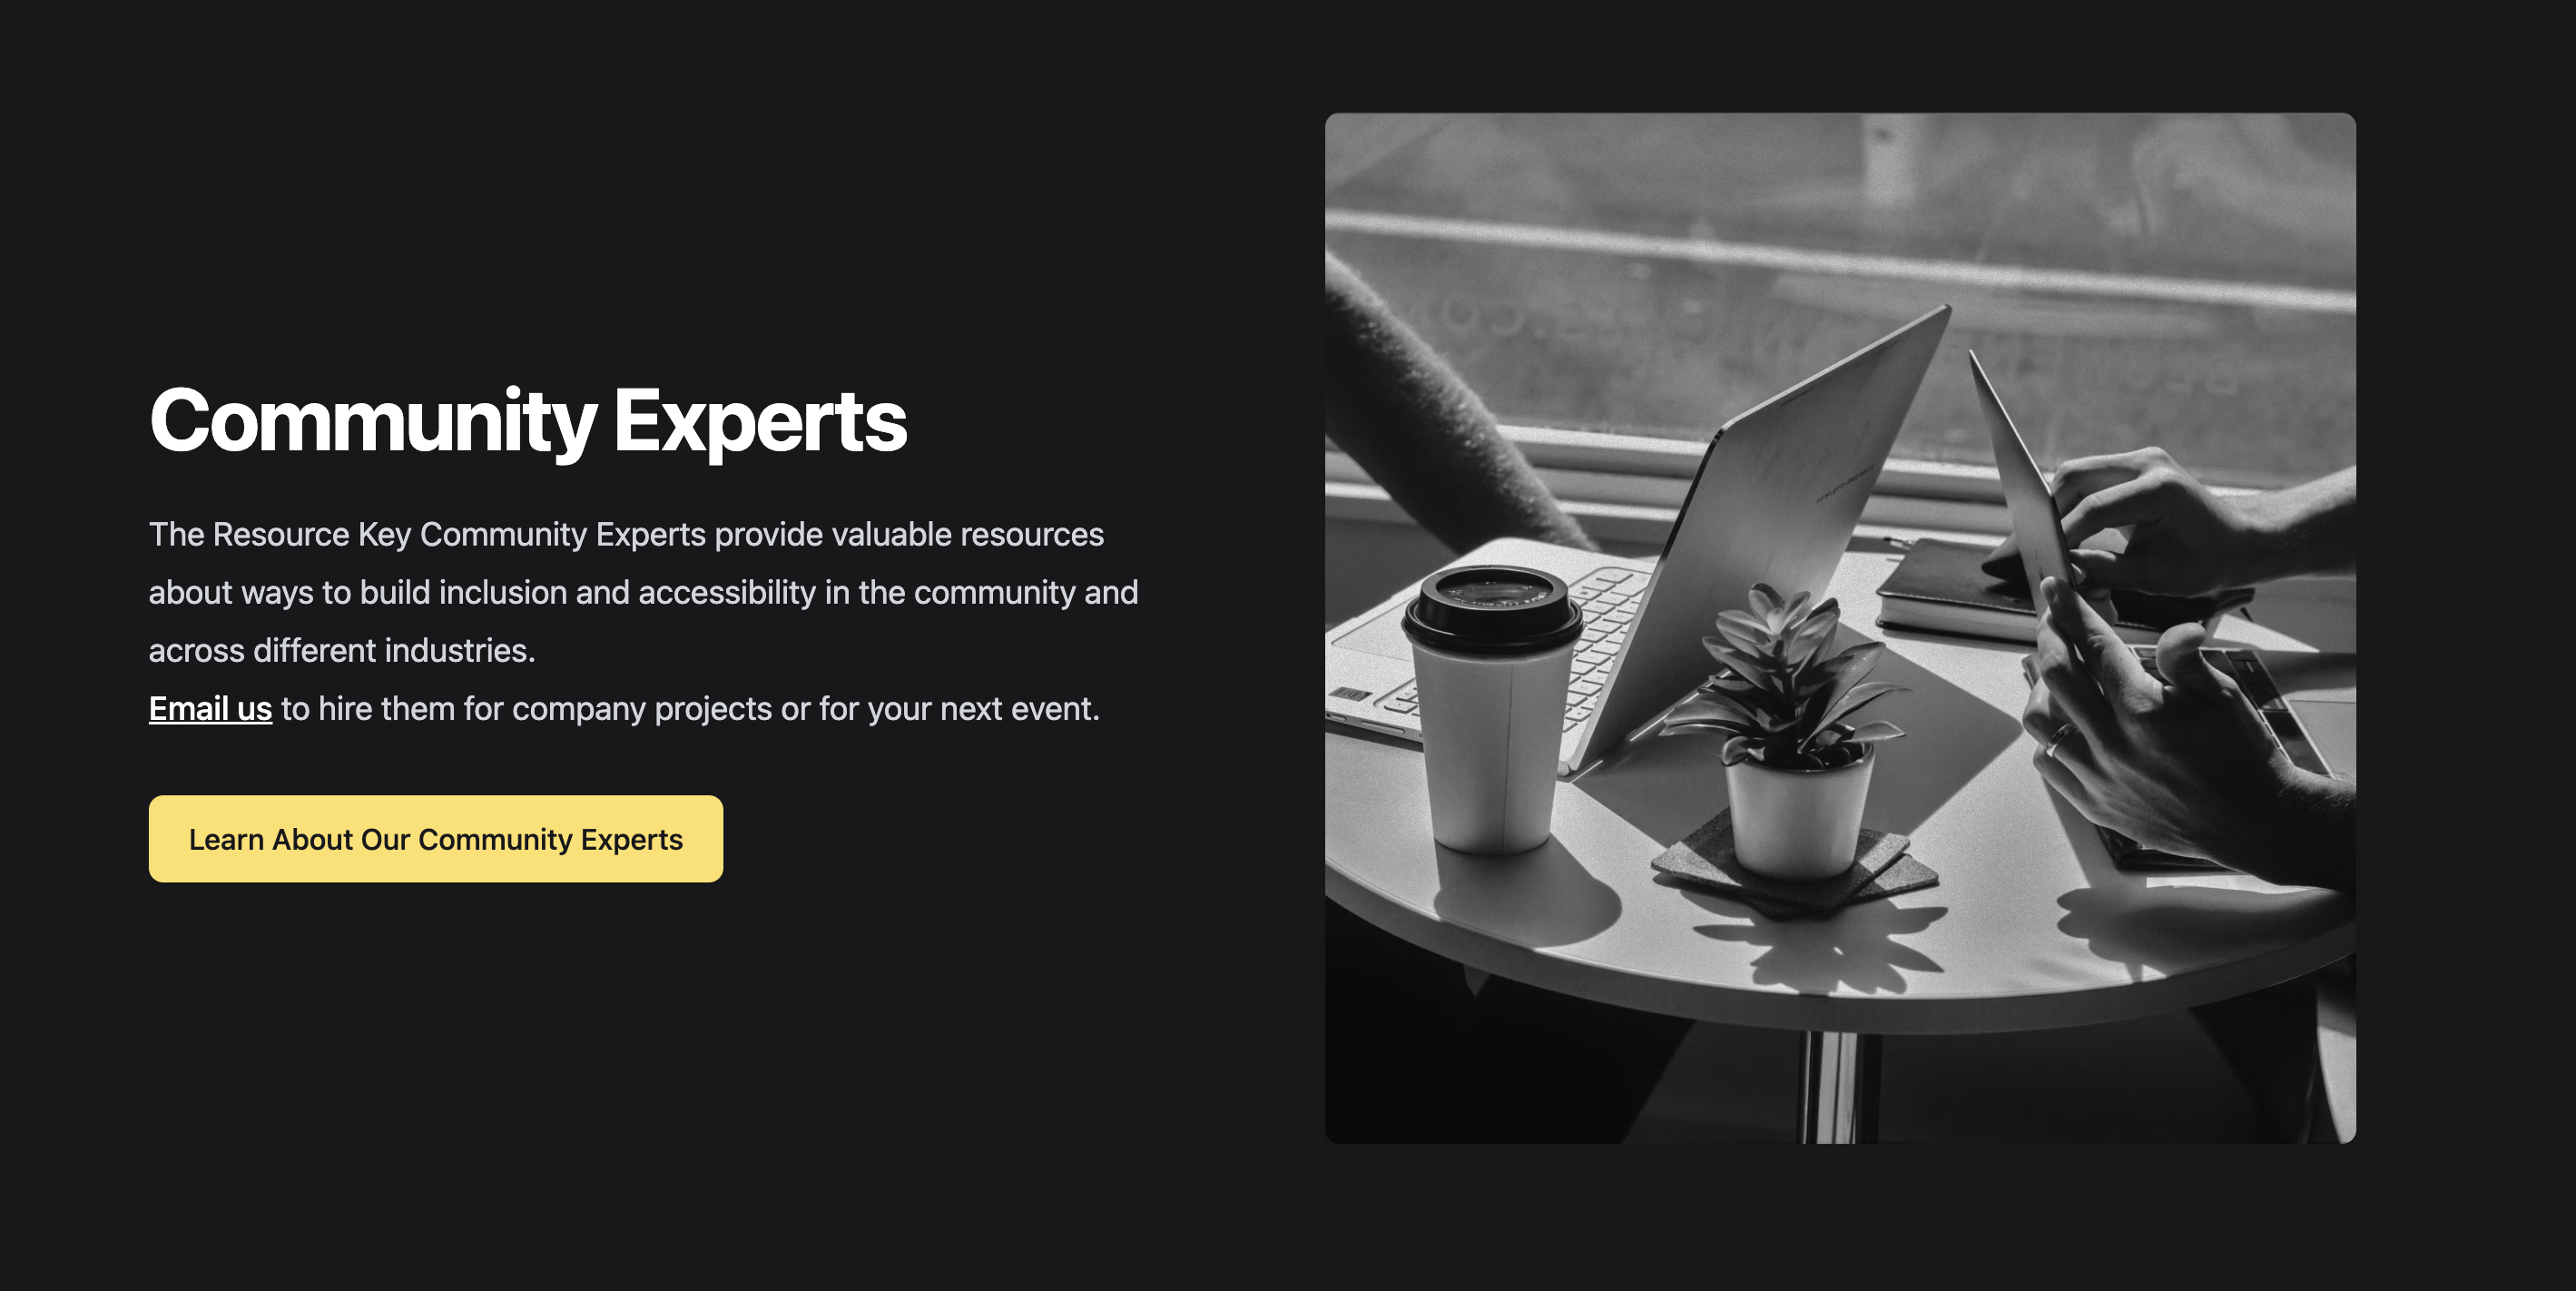 Community Experts
The Resource Key Community Experts provide valuable resources
about ways to build inclusion and accessibility in the community and
across different industries.
Email us to hire them for company projects or for your next event.
Learn About Our Community Experts